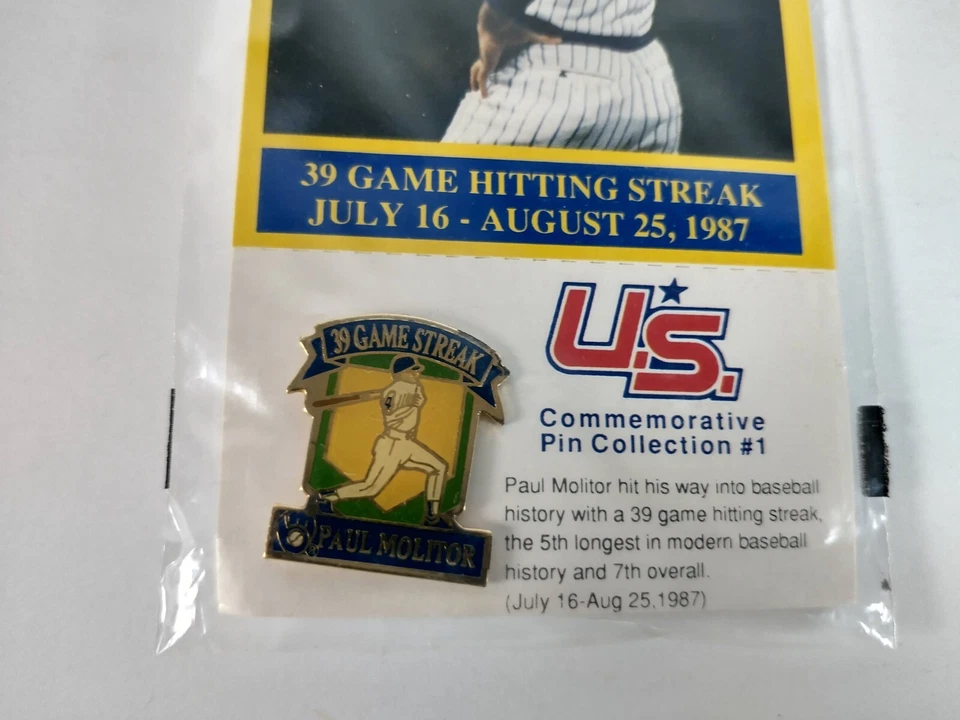 39 GAME HITTING STREAK
JULY 16 - AUGUST 25, 1987
39 GAME STREAK
4
PAUL MOLITOR
U.S.
Commemorative
Pin Collection #1
Paul Molitor hit his way into baseball
history with a 39 game hitting streak,
the 5th longest in modern baseball
history and 7th overall.
(July 16-Aug 25,1987)